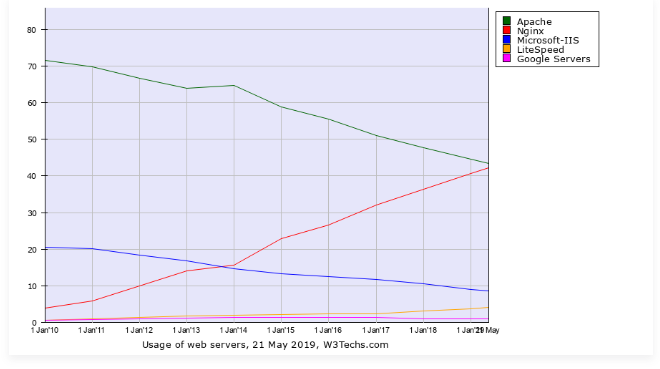 Apache
Nginx
Microsoft-IIS
LiteSpeed
Google Servers
80
70
60
50
40
30
20
10
0
1 Jan'10 1 Jan'11 1 Jan'12 1 Jan'13 1 Jan'14 1 Jan'15 1 Jan'16 1 Jan'17 1 Jan'18 1 Jan'19 21 May
Usage of web servers, 21 May 2019, W3Techs.com